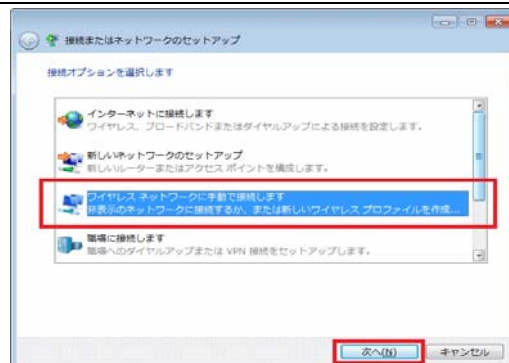 接続またはネットワークのセットアップ
接続オプションを選択します
インターネットに接続します
ワイヤレス、ブロードバンドまたはダイヤルアップによる接続を設定します。
新しいネットワークのセットアップ
新しいルーターまたはアクセス ポイントを構成します。
ワイヤレス ネットワークに手動で接続します
非表示のネットワークに接続するか、または新しいワイヤレス プロファイルを作成...
職場に接続します
職場へのダイヤルアップまたは VPN 接続をセットアップします。
次へ(N)
キャンセル